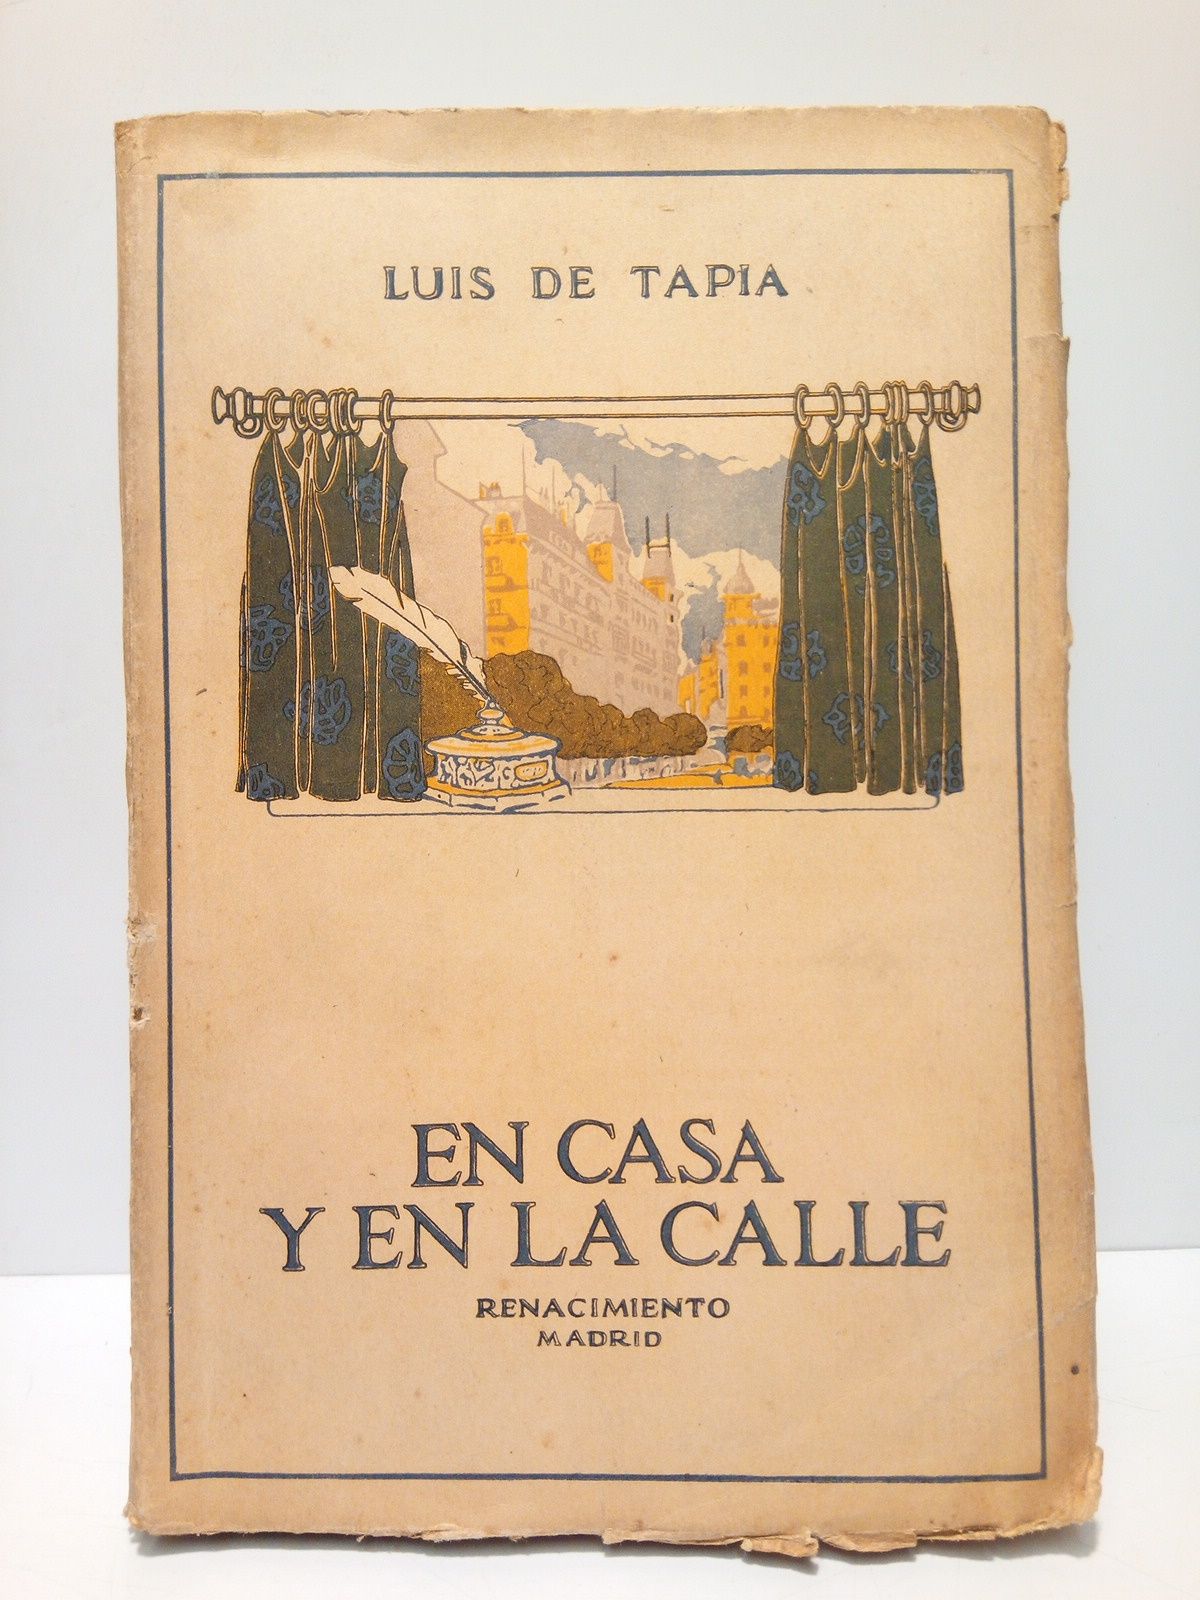 LUIS DE TAPIA
EN CASA
Y EN LA CALLE
RENACIMIENTO
MADRID